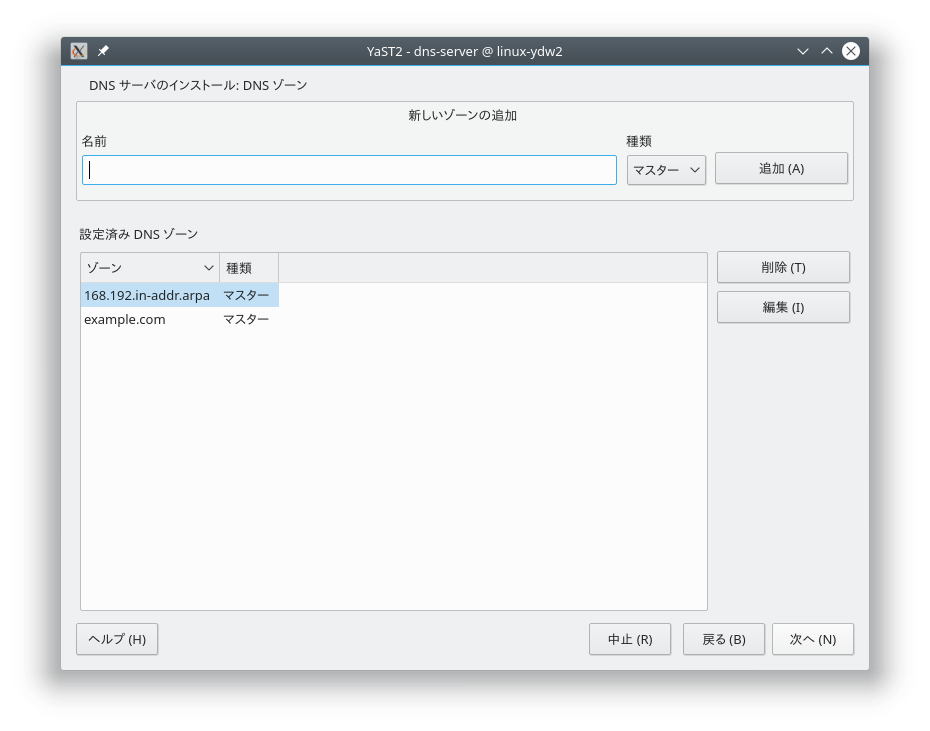 YaST2 - dns-server @ linux-ydw2
DNS サーバのインストール: DNS ゾーン
新しいゾーンの追加
名前 種類
マスター 追加 (A)
設定済み DNS ゾーン
ゾーン 種類 削除 (T)
168.192.in-addr.arpa マスター
編集 (I)
example.com マスター
ヘルプ (H) 中止 (R) 戻る (B) 次へ (N)